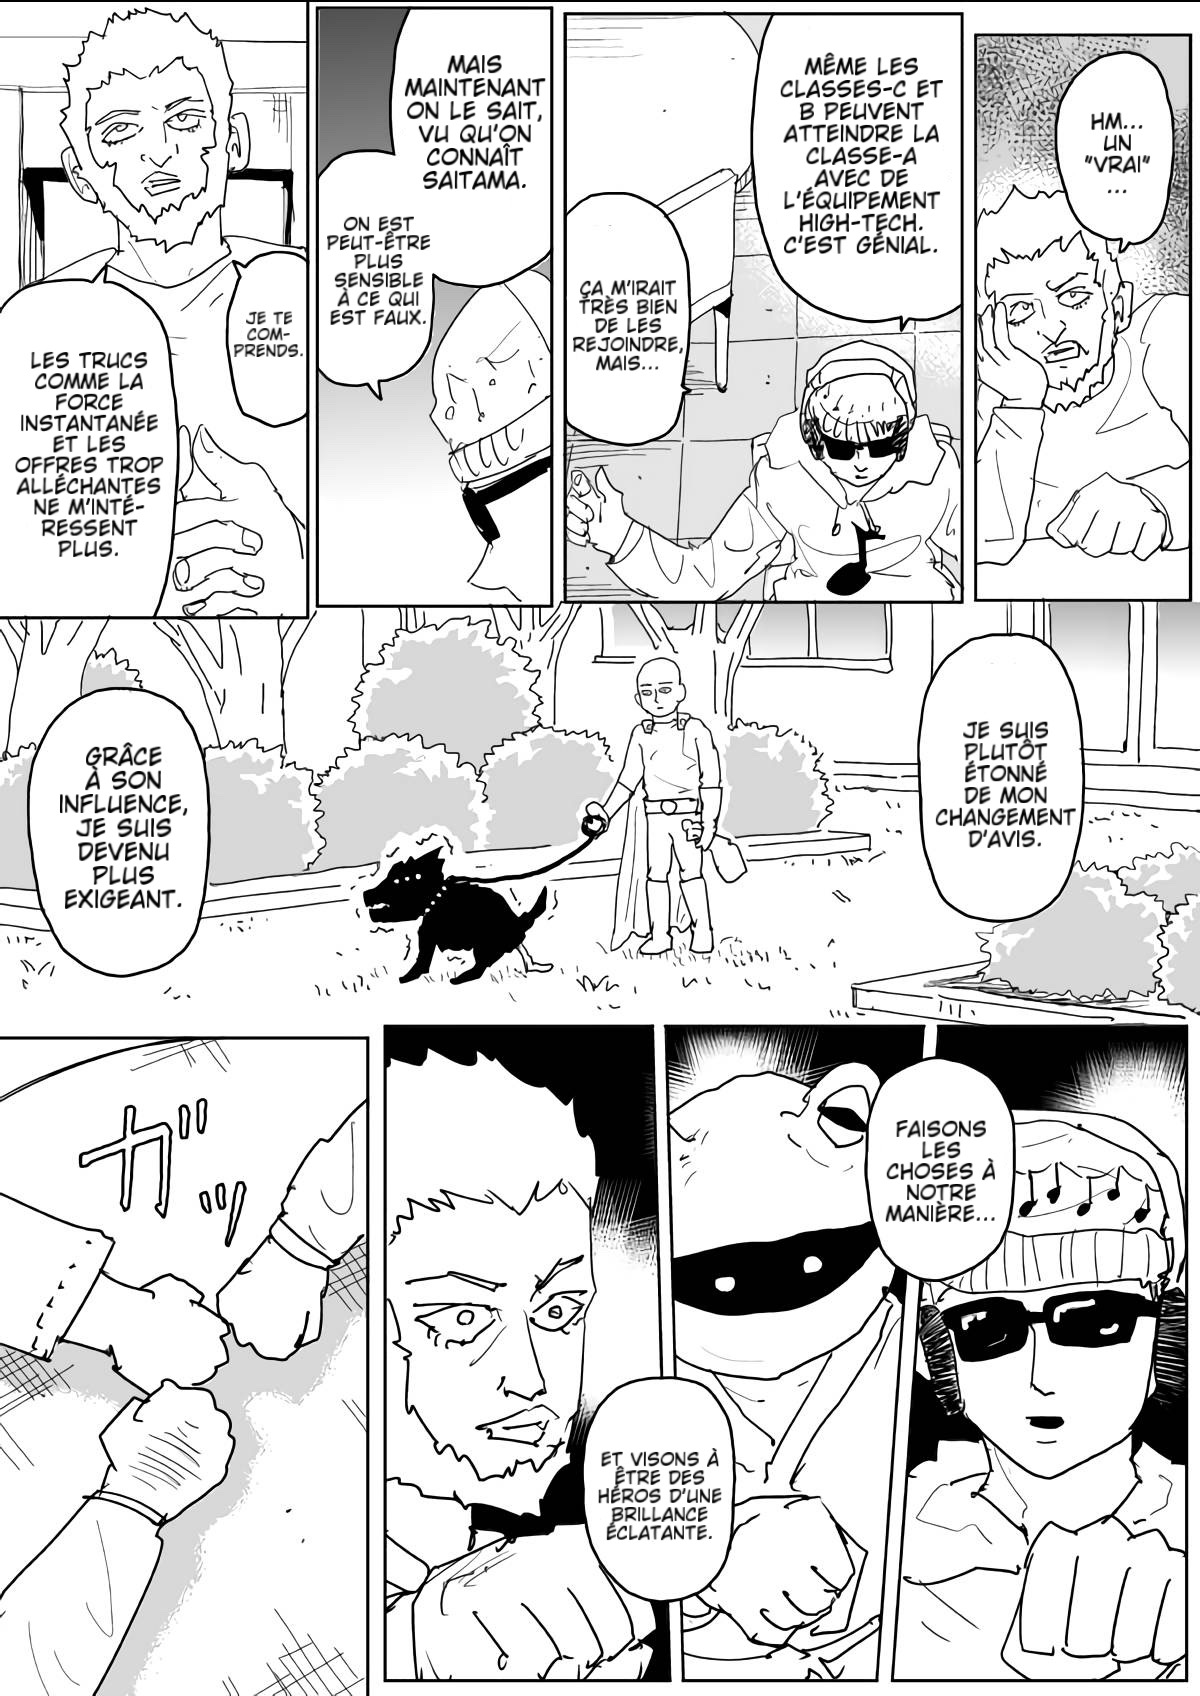 HM...
UN
"VRAI"
...
MÊME LES
CLASSES-C ET
B PEUVENT
ATTEINDRE LA
CLASSE-A
AVEC DE
L'ÉQUIPEMENT
HIGH-TECH.
C'EST GÉNIAL.
ÇA M'IRAIT
TRÈS BIEN
DE LES
REJOINDRE,
MAIS...
MAIS
MAINTENANT
ON LE SAIT,
VU QU'ON
CONNAÎT
SAITAMA.
ON EST
PEUT-ÊTRE
PLUS
SENSIBLE
À CE QUI
EST FAUX.
JE TE
COM-
PRENDS.
LES TRUCS
COMME LA
FORCE
INSTANTANÉE
ET LES
OFFRES TROP
ALLÉCHANTES
NE M'INTÉ-
RESSENT
PLUS.
JE SUIS
PLUTÔT
ÉTONNÉ
DE MON
CHANGEMENT
D'AVIS.
GRÂCE
À SON
INFLUENCE,
JE SUIS
DEVENU
PLUS
EXIGEANT.
FAISONS
LES
CHOSES À
NOTRE
MANIÈRE...
ET VISONS À
ÊTRE DES
HÉROS D'UNE
BRILLANCE
ÉCLATANTE.
ガッ